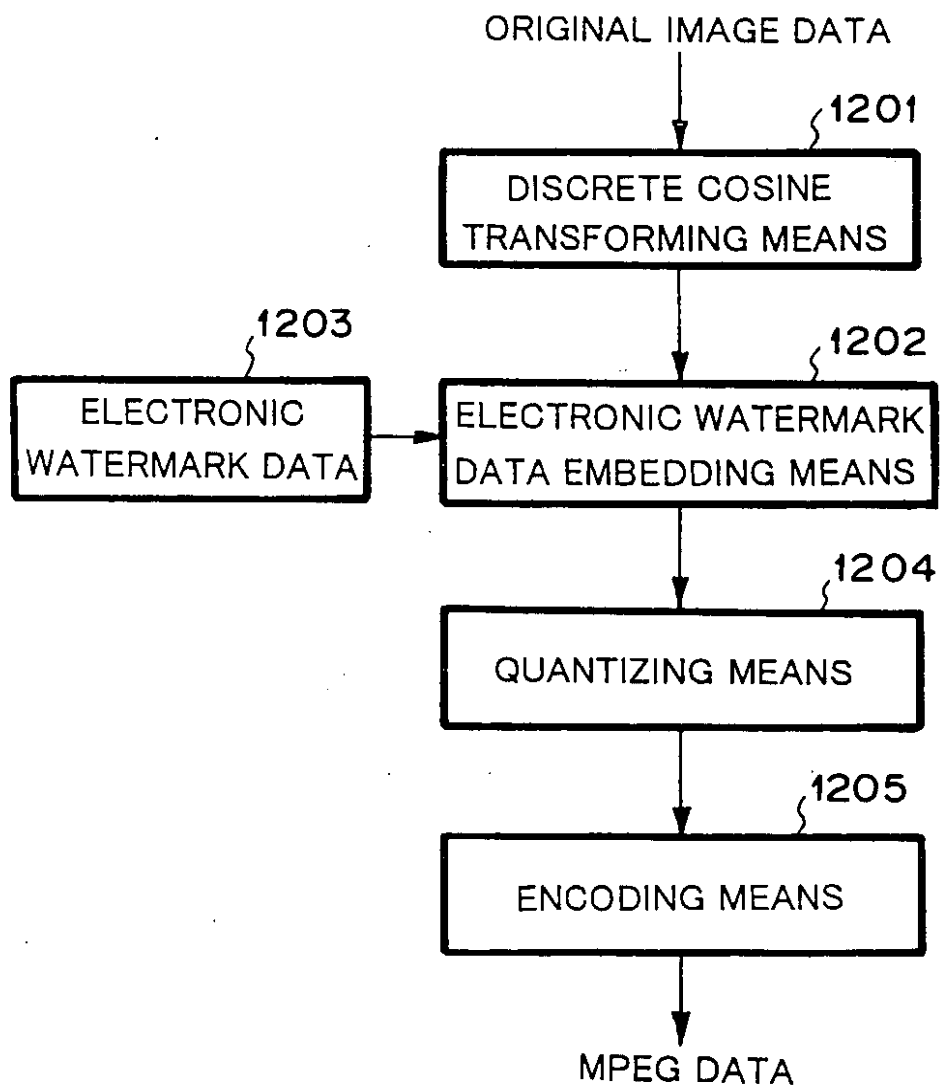 ORIGINAL IMAGE DATA
1201
DISCRETE COSINE
TRANSFORMING MEANS
1203
ELECTRONIC
WATERMARK DATA
1202
ELECTRONIC WATERMARK
DATA EMBEDDING MEANS
1204
QUANTIZING MEANS
1205
ENCODING MEANS
MPEG DATA